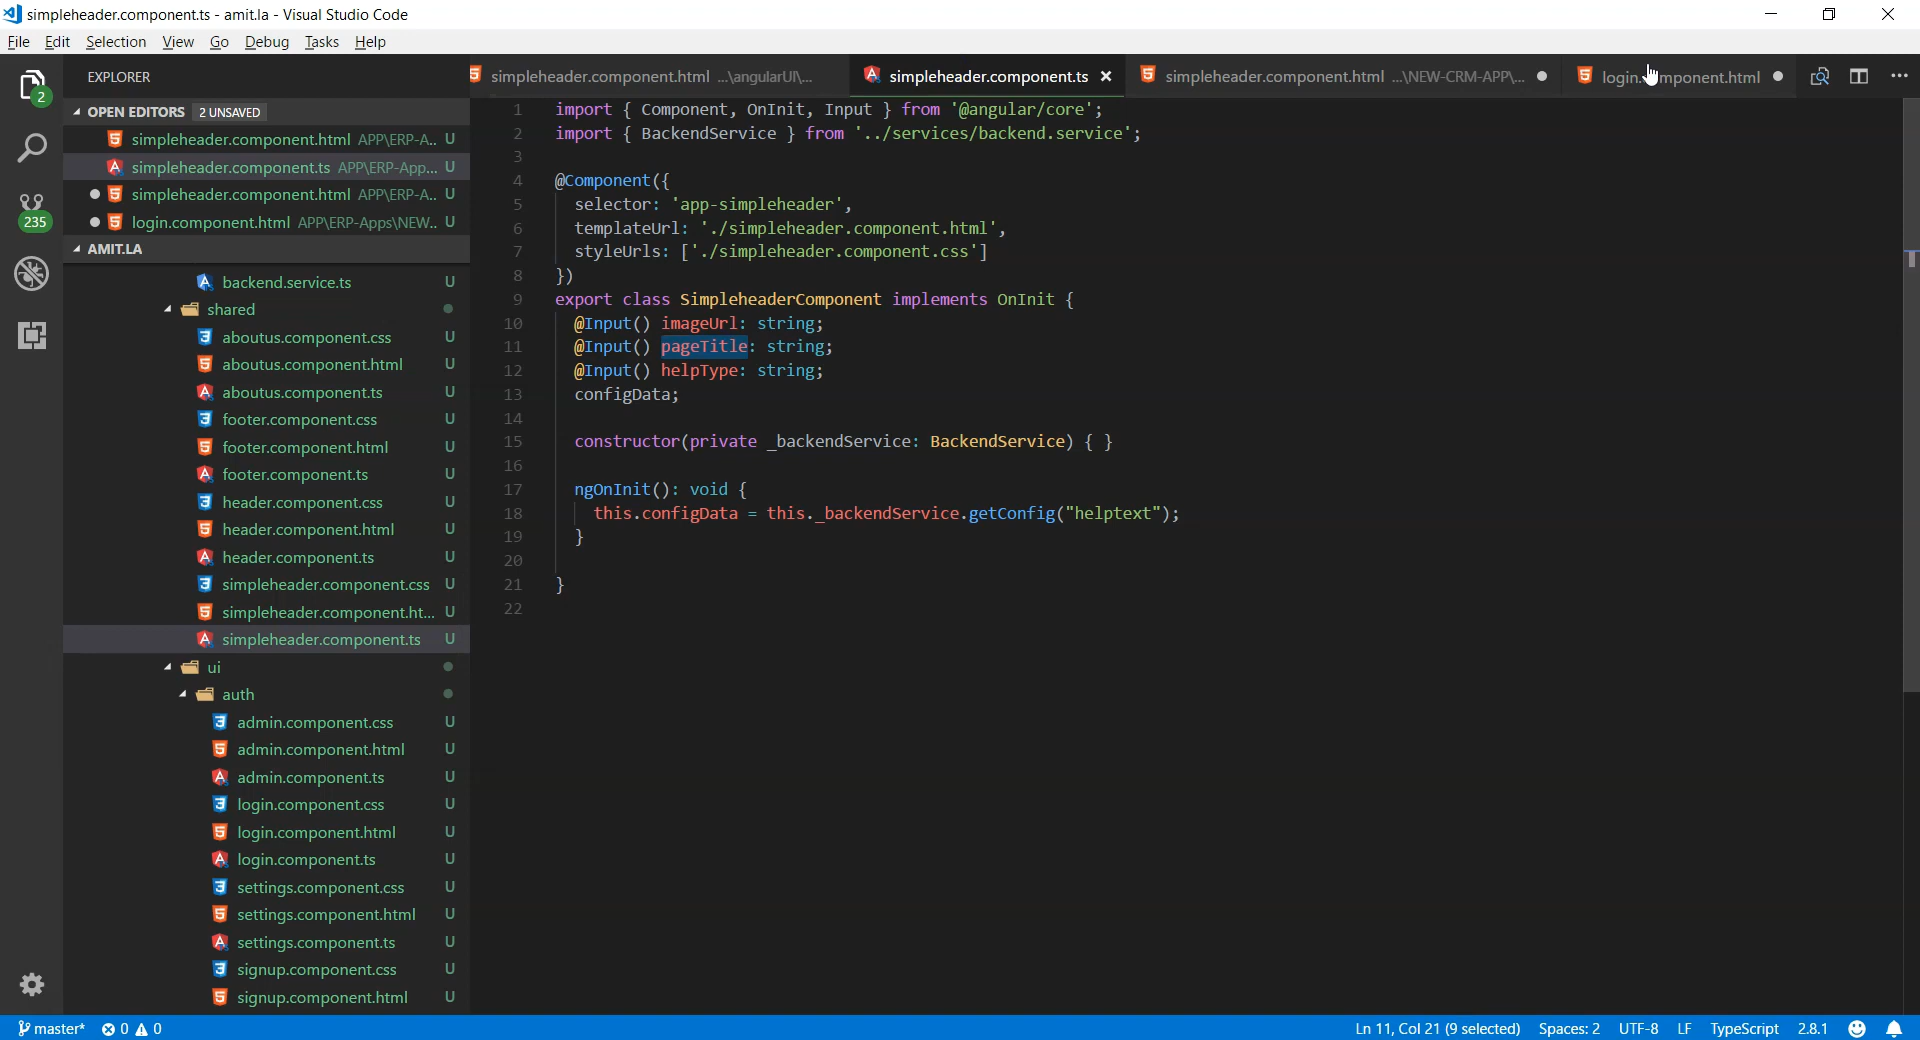 simpleheader.component.ts - amit.la - Visual Studio Code
File Edit Selection View Go Debug Tasks Help
EXPLORER
simpleheader.component.html ...\angularUI\...
simpleheader.component.ts
simpleheader.component.html ...\NEW-CRM-APP\...
OPEN EDITORS 2 UNSAVED
simpleheader.component.html APP\ERP-A.. U
simpleheader.component.ts APP\ERP-App... U
simpleheader.component.html APP\ERP-A.. U
login.component.html APP\ERP-Apps\NEW.. U
AMIT.LA
backend.service.ts U
shared
aboutus.component.css U
aboutus.component.html U
aboutus.component.ts U
footer.component.css U
footer.component.html U
footer.component.ts U
header.component.css U
header.component.html U
header.component.ts U
simpleheader.component.css U
simpleheader.component.ht... U
simpleheader.component.ts U
ui
auth
admin.component.css U
admin.component.html U
admin.component.ts U
login.component.css U
login.component.html U
login.component.ts U
settings.component.css U
settings.component.html U
settings.component.ts U
signup.component.css U
signup.component.html U
2
235
1 import { Component, OnInit, Input } from '@angular/core';
2 import { BackendService } from '../services/backend.service';
3
4 @Component({
5 selector: 'app-simpleheader',
6 templateUrl: './simpleheader.component.html',
7 styleUrls: ['./simpleheader.component.css']
8 })
9 export class SimpleheaderComponent implements OnInit {
10 @Input() imageUrl: string;
11 @Input() pageTitle: string;
12 @Input() helpType: string;
13 configData;
14
15 constructor(private _backendService: BackendService) { }
16
17 ngOnInit(): void {
18 this.configData = this._backendService.getConfig("helptext");
19 }
20
21 }
22
master* 0 0
Ln 11, Col 21 (9 selected) Spaces: 2 UTF-8 LF TypeScript 2.8.1